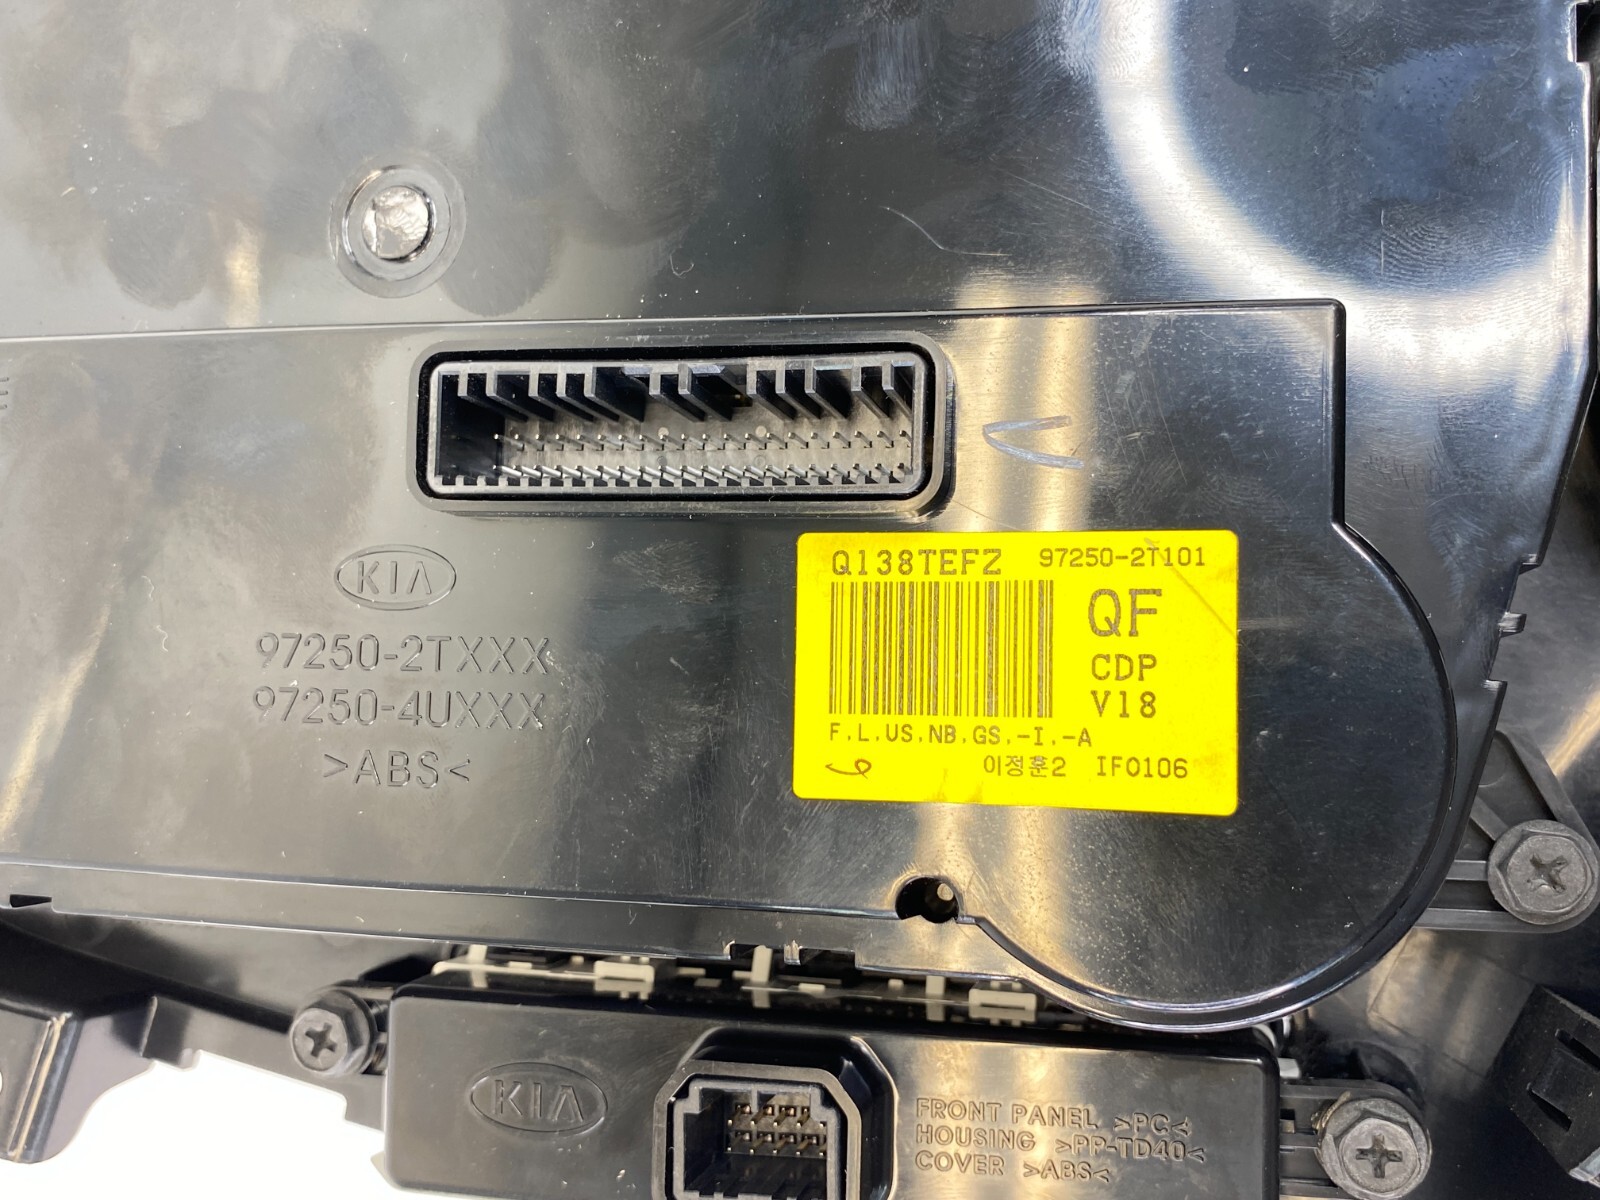 KIA
97250-2TXXX
97250-4UXXX
>ABS<
Q138TEFZ 97250-2T101
QF
CDP
V18
F.L.US.NB.GS.-I.-A
이정훈2 IF0106
KIA
FRONT PANEL >PC<
HOUSING >PP-TD40<
COVER >ABS<